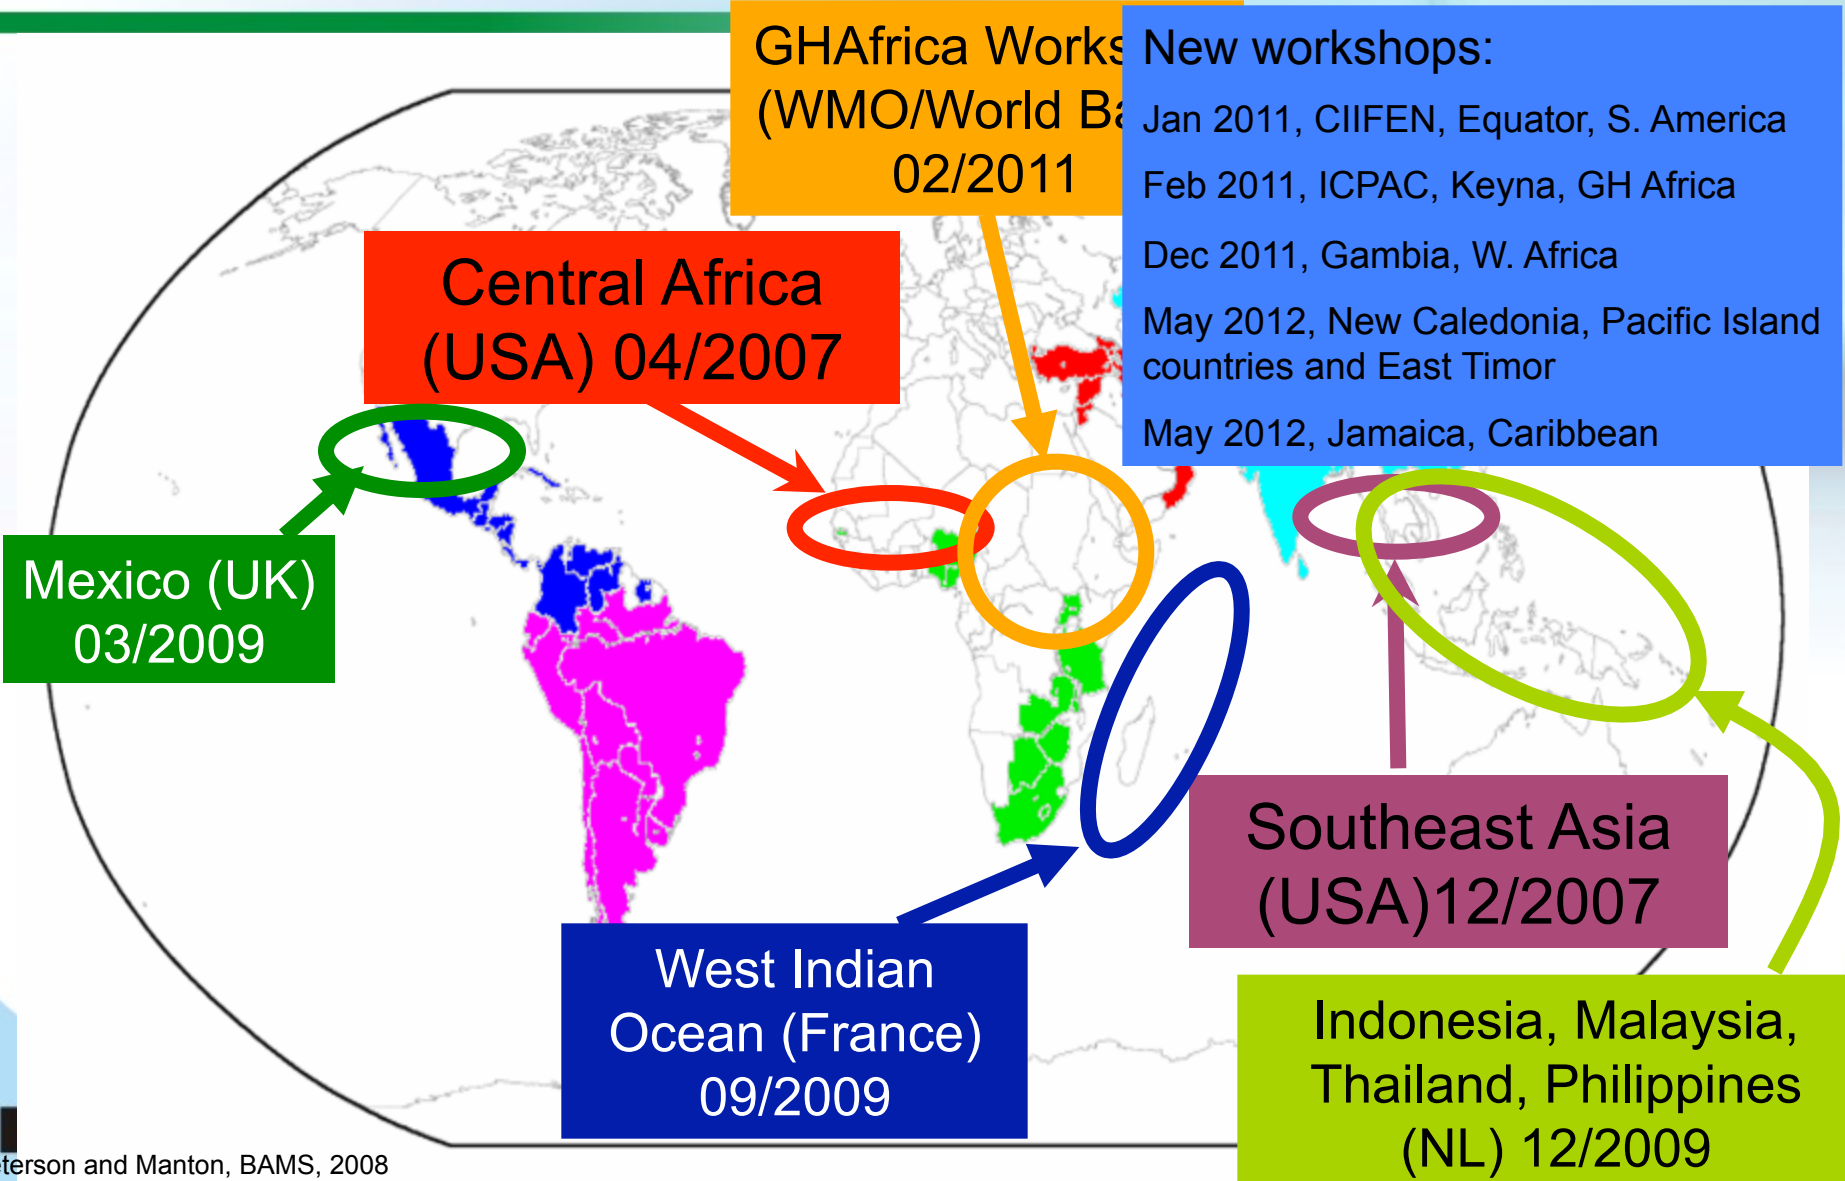 GHAfrica Works
(WMO/World Ba
02/2011
New workshops:
Jan 2011, CIIFEN, Equator, S. America
Feb 2011, ICPAC, Keyna, GH Africa
Dec 2011, Gambia, W. Africa
May 2012, New Caledonia, Pacific Island
countries and East Timor
May 2012, Jamaica, Caribbean
Central Africa
(USA) 04/2007
Mexico (UK)
03/2009
Southeast Asia
(USA)12/2007
West Indian
Ocean (France)
09/2009
Indonesia, Malaysia,
Thailand, Philippines
(NL) 12/2009
eterson and Manton, BAMS, 2008